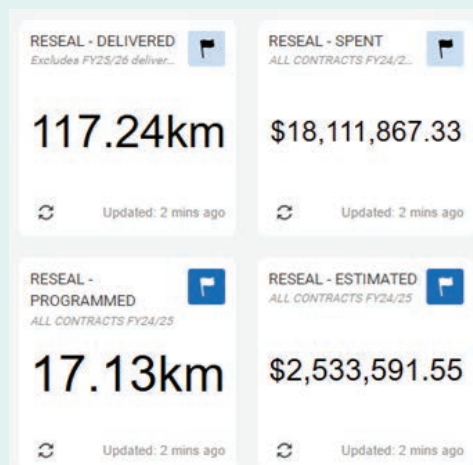 RESEAL - DELIVERED
Excludes FY25/26 deliver...
117.24km
Updated: 2 mins ago
RESEAL - SPENT
ALL CONTRACTS FY24/2...
$18,111,867.33
Updated: 2 mins ago
RESEAL -
PROGRAMMED
ALL CONTRACTS FY24/25
17.13km
Updated: 2 mins ago
RESEAL - ESTIMATED
ALL CONTRACTS FY24/25
$2,533,591.55
Updated: 2 mins ago